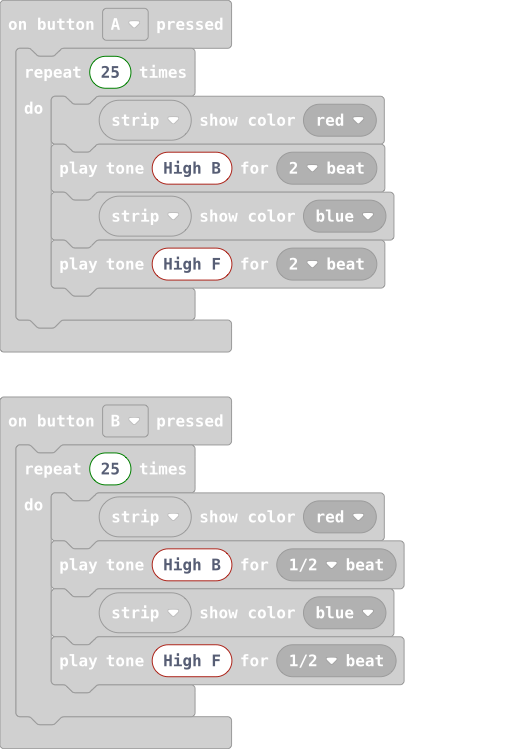 on button A pressed
repeat 25 times
do
strip show color red
play tone High B for 2 beat
strip show color blue
play tone High F for 2 beat
on button B pressed
repeat 25 times
do
strip show color red
play tone High B for 1/2 beat
strip show color blue
play tone High F for 1/2 beat